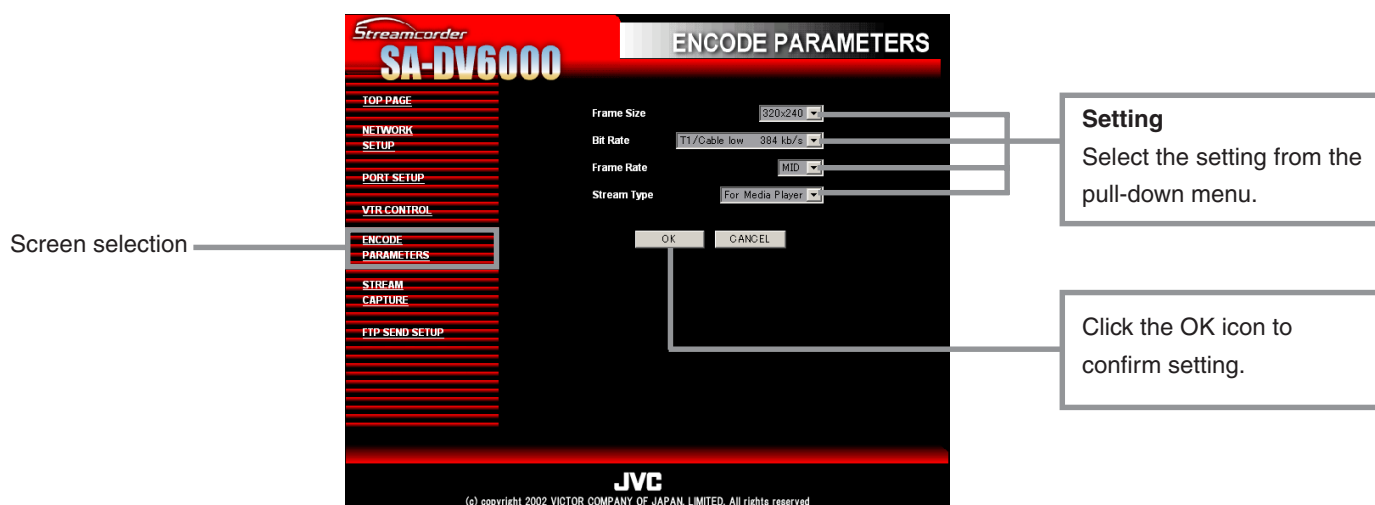 Streamcorder
SA-DV6000
ENCODE PARAMETERS
TOP PAGE
NETWORK
SETUP
PORT SETUP
VTR CONTROL
ENCODE
PARAMETERS
STREAM
CAPTURE
FTP SEND SETUP
Frame Size 320x240
Bit Rate T1/Cable low 384 kb/s
Frame Rate MID
Stream Type For Media Player
OK CANCEL
JVC
(c) copyright 2002 VICTOR COMPANY OF JAPAN, LIMITED. All rights reserved
Screen selection
Setting
Select the setting from the
pull-down menu.
Click the OK icon to
confirm setting.